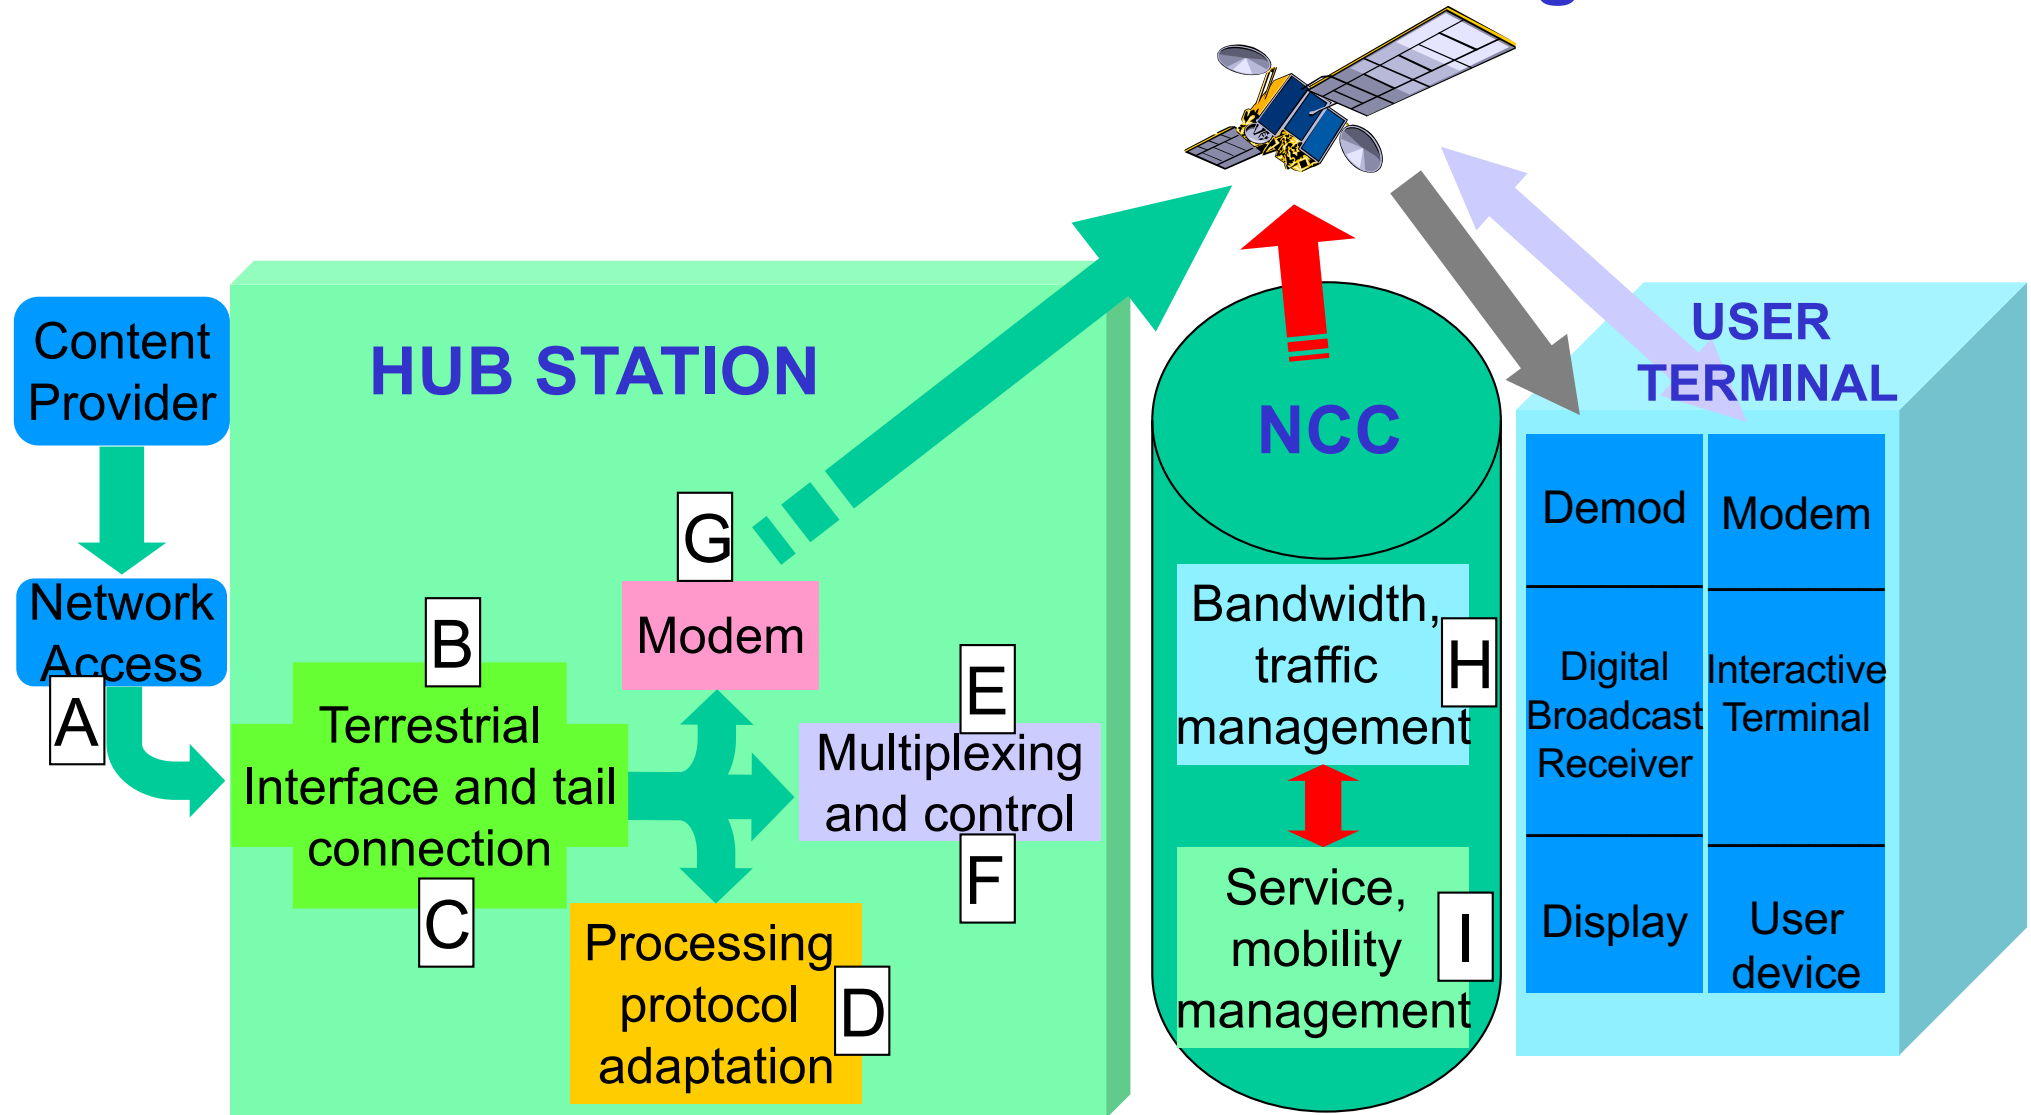 Content
Provider
Network
Access
A
HUB STATION
B
Terrestrial
Interface and tail
connection
C
G
Modem
E
Multiplexing
and control
F
Processing
protocol
adaptation
D
NCC
Bandwidth,
traffic
management
H
Service,
mobility
management
I
USER
TERMINAL
Demod
Digital
Broadcast
Receiver
Display
Modem
Interactive
Terminal
User
device